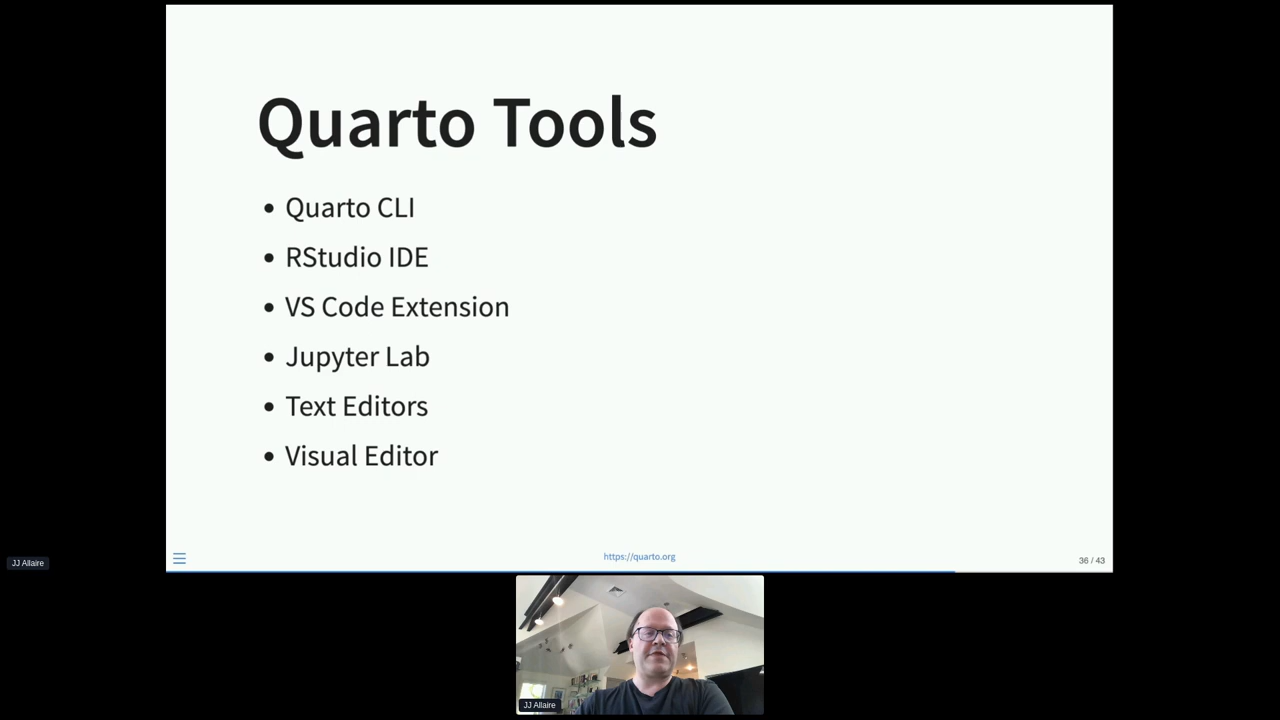 Quarto Tools
• Quarto CLI
• RStudio IDE
• VS Code Extension
• Jupyter Lab
• Text Editors
• Visual Editor
https://quarto.org
36 / 43
JJ Allaire
JJ Allaire